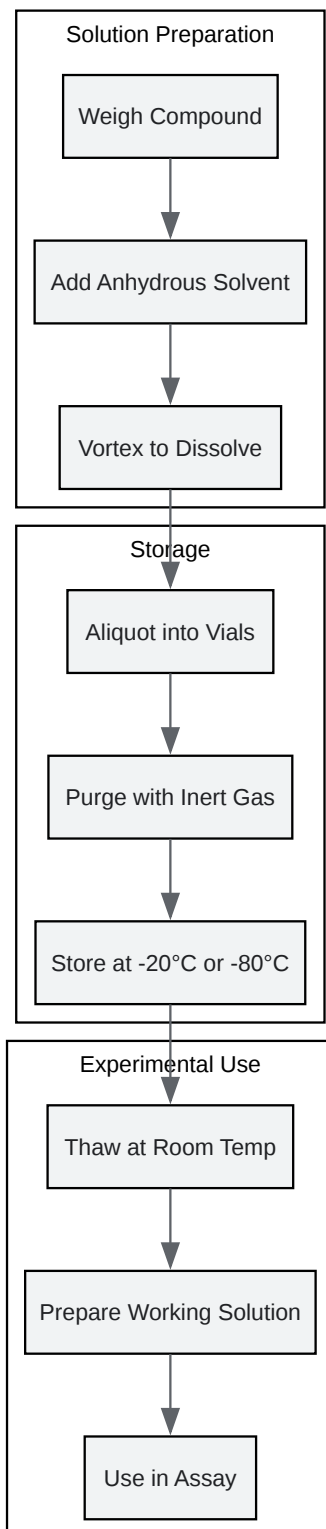 Solution Preparation
Weigh Compound
Add Anhydrous Solvent
Vortex to Dissolve
Storage
Aliquot into Vials
Purge with Inert Gas
Store at -20°C or -80°C
Experimental Use
Thaw at Room Temp
Prepare Working Solution
Use in Assay